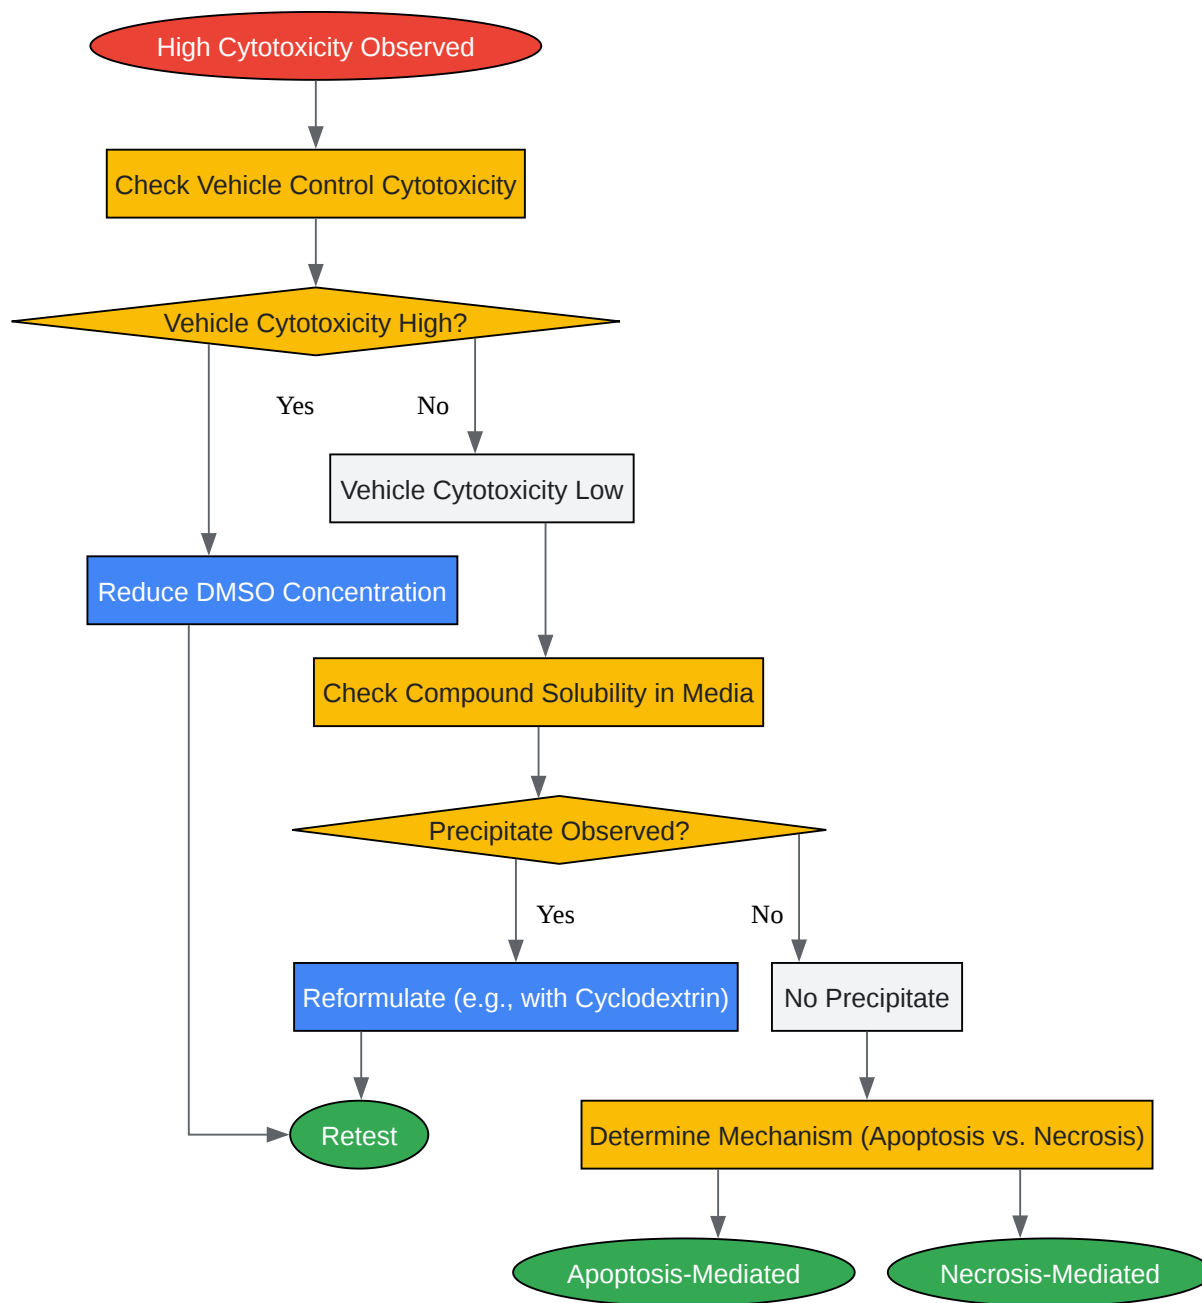 High Cytotoxicity Observed
Check Vehicle Control Cytotoxicity
Vehicle Cytotoxicity High?
Yes
No
Vehicle Cytotoxicity Low
Reduce DMSO Concentration
Check Compound Solubility in Media
Precipitate Observed?
Yes
No
Reformulate (e.g., with Cyclodextrin)
No Precipitate
Retest
Determine Mechanism (Apoptosis vs. Necrosis)
Apoptosis-Mediated
Necrosis-Mediated